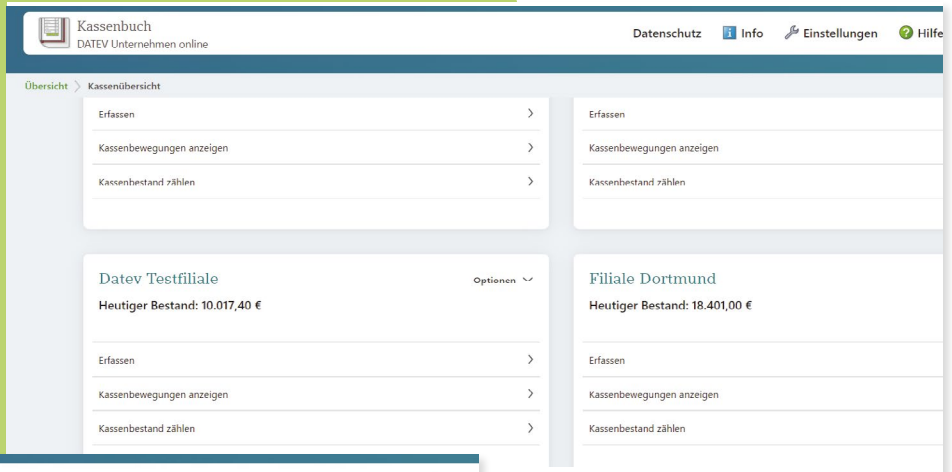 Kassenbuch
DATEV Unternehmen online
Datenschutz Info Einstellungen Hilfe
Übersicht Kassenübersicht
Erfassen
Kassenbewegungen anzeigen
Kassenbestand zählen
Erfassen
Kassenbewegungen anzeigen
Kassenbestand zählen
Datev Testfiliale Optionen
Heutiger Bestand: 10.017,40 €
Erfassen
Kassenbewegungen anzeigen
Kassenbestand zählen
Filiale Dortmund
Heutiger Bestand: 18.401,00 €
Erfassen
Kassenbewegungen anzeigen
Kassenbestand zählen